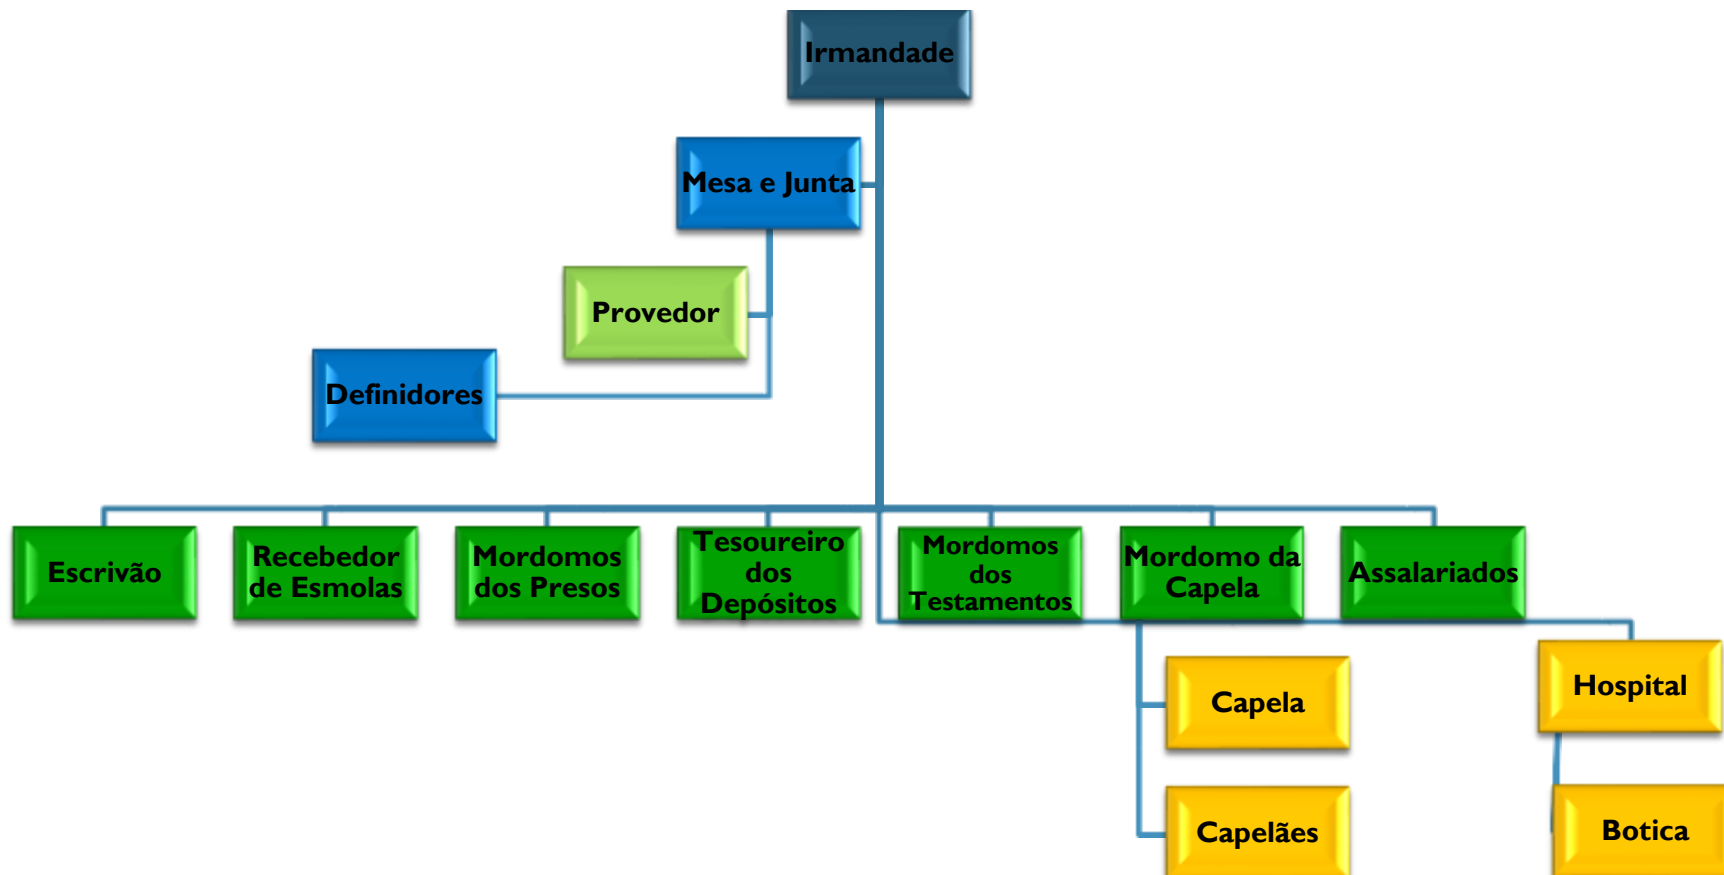 Irmandade
Mesa e Junta
Provedor
Definidores
Escrivão
Recebedor
de Esmolas
Mordomos
dos Presos
Tesoureiro
dos
Depósitos
Mordomos
dos
Testamentos
Mordomo da
Capela
Assalariados
Capela
Hospital
Capelães
Botica